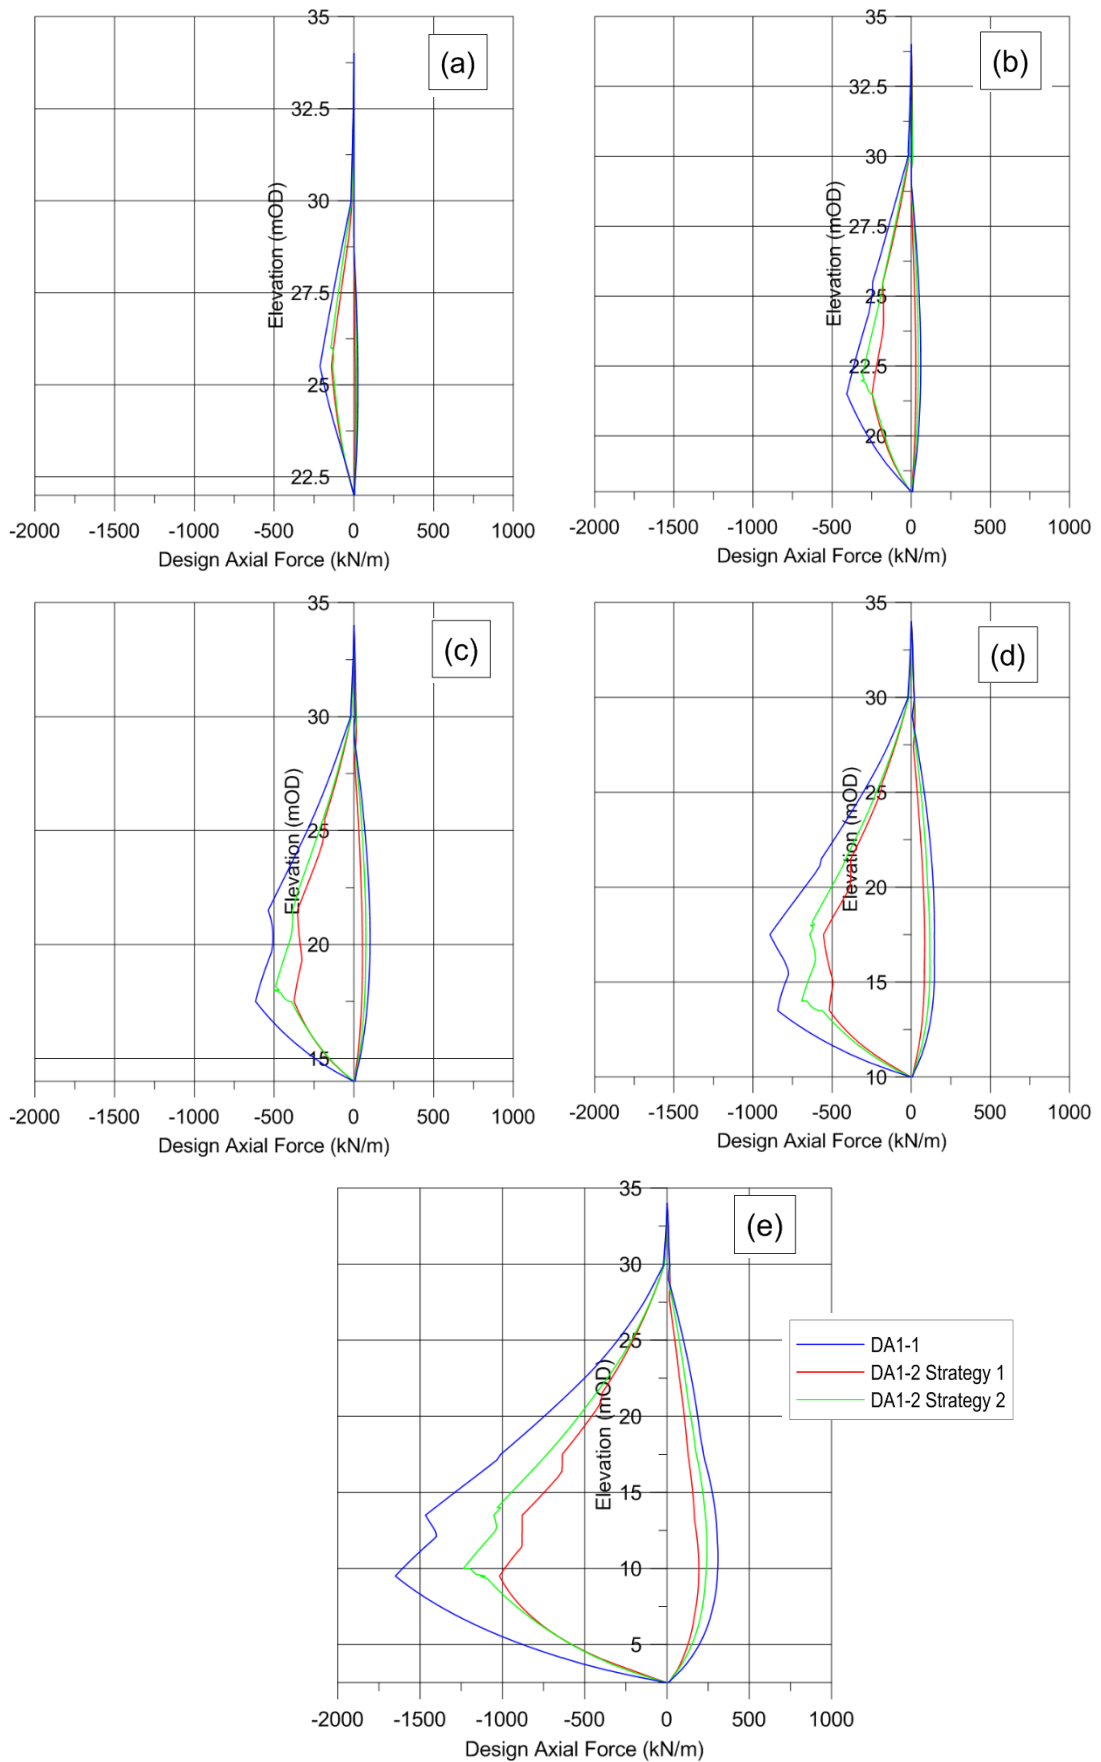 (a)
35
32.5
30
27.5
25
22.5
Elevation (mOD)
-2000 -1500 -1000 -500 0 500 1000
Design Axial Force (kN/m)
(b)
35
32.5
30
27.5
25
22.5
20
Elevation (mOD)
-2000 -1500 -1000 -500 0 500 1000
Design Axial Force (kN/m)
(c)
35
30
25
20
15
Elevation (mOD)
-2000 -1500 -1000 -500 0 500 1000
Design Axial Force (kN/m)
(d)
35
30
25
20
15
10
Elevation (mOD)
-2000 -1500 -1000 -500 0 500 1000
Design Axial Force (kN/m)
(e)
35
30
25
20
15
10
5
Elevation (mOD)
-2000 -1500 -1000 -500 0 500 1000
Design Axial Force (kN/m)
DA1-1
DA1-2 Strategy 1
DA1-2 Strategy 2